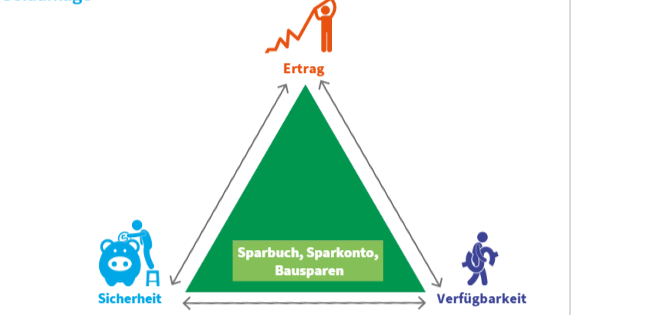 Ertrag
Sparbuch, Sparkonto,
Bausparen
Sicherheit
Verfügbarkeit